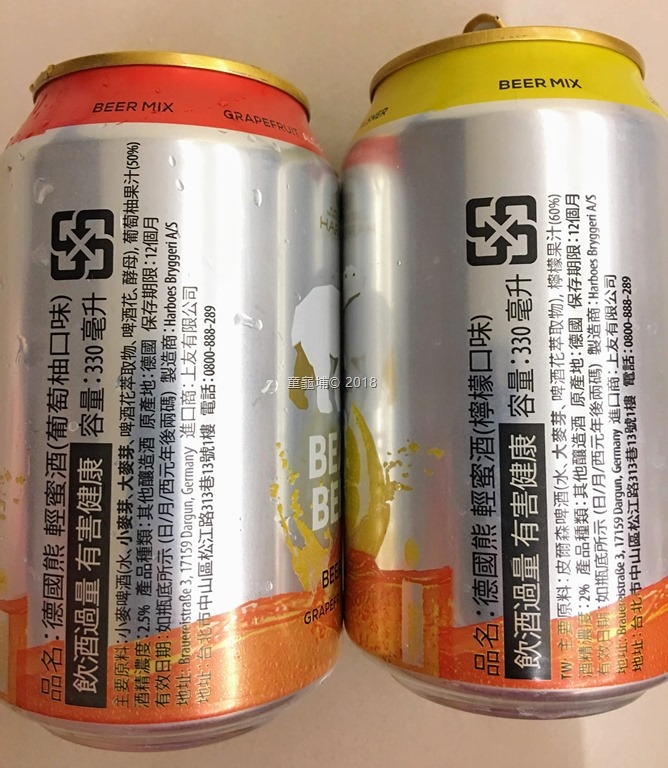 BEER MIX
GRAPEFRUIT
品名：德國熊 輕蜜酒(葡萄柚口味)
飲酒過量 有害健康 容量：330 毫升
主要原料：小麥啤酒(水、小麥芽、大麥芽、啤酒花萃取物、啤酒花、酵母), 葡萄柚果汁(50%)
酒精濃度：2.5% 產品種類：其他釀造酒 原產地：德國 保存期限：12個月
有效日期：如瓶底所示 (日/月/西元年後兩碼) 製造商：Harboes Bryggeri A/S
地址: Brauereistraße 3, 17159 Dargun, Germany 進口商：上友有限公司
地址：台北市中山區松江路313巷13號1樓 電話：0800-888-289
BE
BE
BEE
GRAPEFR
童龜埔© 2018
BEER MIX
品名：德國熊 輕蜜酒(檸檬口味)
飲酒過量 有害健康 容量：330 毫升
TW: 主要原料：皮爾森啤酒(水、大麥芽、啤酒花萃取物), 檸檬果汁(60%)
酒精濃度：2% 產品種類：其他釀造酒 原產地：德國 保存期限：12個月
有效日期：如瓶底所示 (日/月/西元年後兩碼) 製造商：Harboes Bryggeri A/S
地址: Brauereistraße 3, 17159 Dargun, Germany 進口商：上友有限公司
地址：台北市中山區松江路313巷13號1樓 電話：0800-888-289